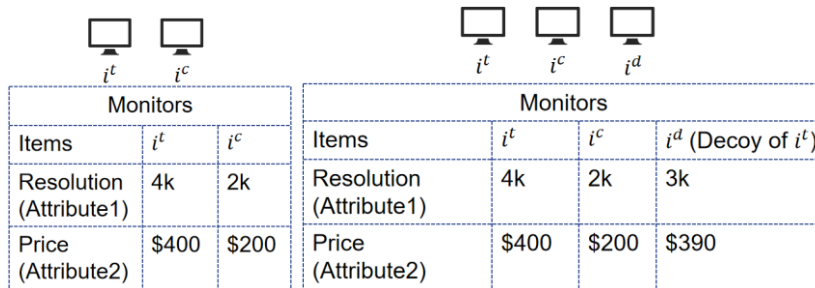 i^t i^c
Monitors
Items i^t i^c
Resolution (Attribute1) 4k 2k
Price (Attribute2) $400 $200
i^t i^c i^d
Monitors
Items i^t i^c i^d (Decoy of i^t)
Resolution (Attribute1) 4k 2k 3k
Price (Attribute2) $400 $200 $390